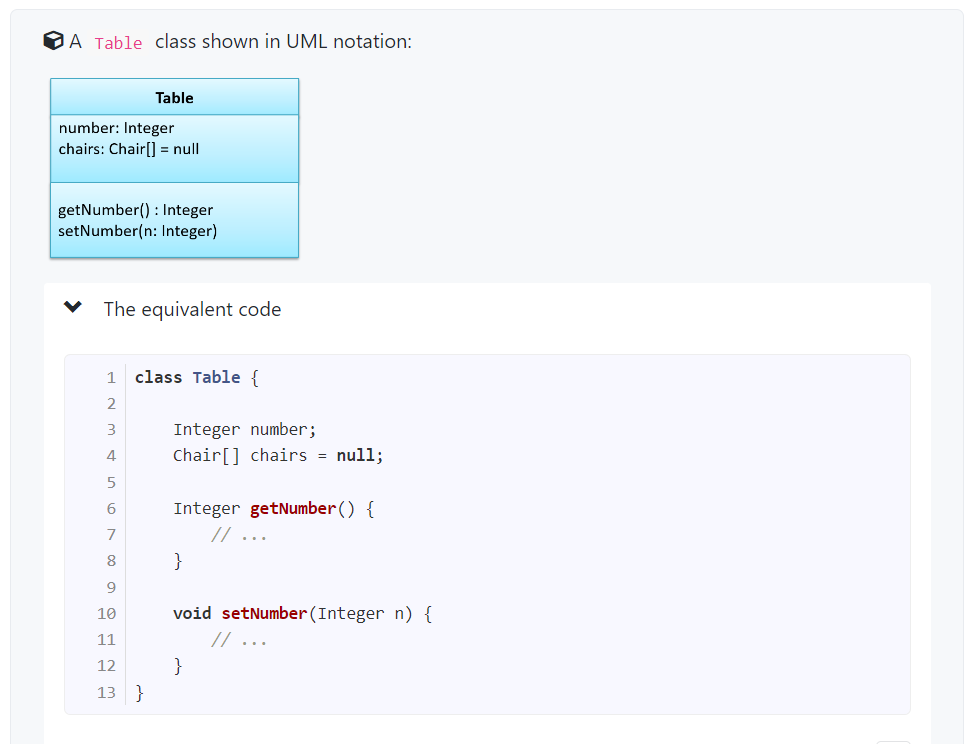 A Table class shown in UML notation:
Table
number: Integer
chairs: Chair[] = null
getNumber() : Integer
setNumber(n: Integer)
The equivalent code
1 class Table {
2
3 Integer number;
4 Chair[] chairs = null;
5
6 Integer getNumber() {
7 // ...
8 }
9
10 void setNumber(Integer n) {
11 // ...
12 }
13 }